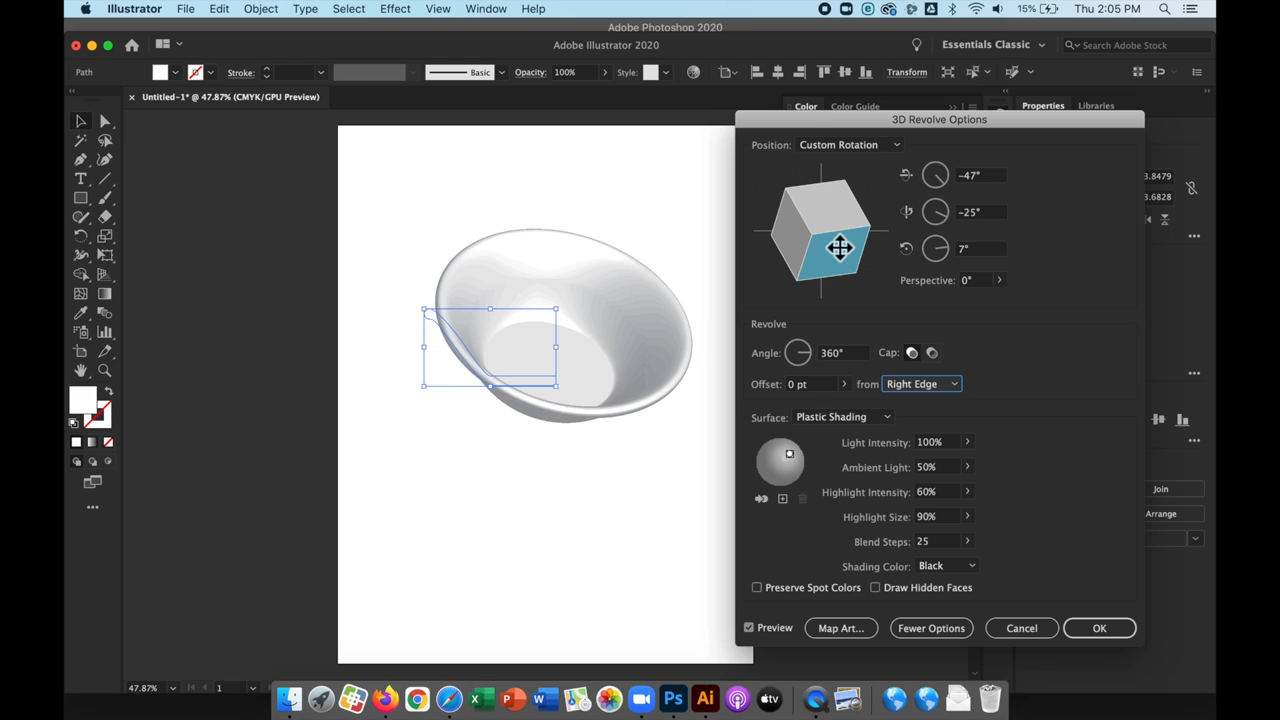 Illustrator File Edit Object Type Select Effect View Window Help 15% Thu 2:05 PM
Adobe Photoshop 2020
Adobe Illustrator 2020 Essentials Classic Search Adobe Stock
Path Stroke: Basic Opacity: 100% Style: Transform
Untitled-1* @ 47.87% (CMYK/GPU Preview)
Color Color Guide Properties Libraries
3D Revolve Options
Position: Custom Rotation
-47°
-25°
7°
Perspective: 0°
3.8479
3.6828
Revolve
Angle: 360° Cap:
Offset: 0 pt from Right Edge
Surface: Plastic Shading
Light Intensity: 100%
Ambient Light: 50%
Highlight Intensity: 60%
Highlight Size: 90%
Blend Steps: 25
Shading Color: Black
Preserve Spot Colors Draw Hidden Faces
Preview Map Art... Fewer Options Cancel OK
Join
Arrange
47.87% 1
Ps Ai tv